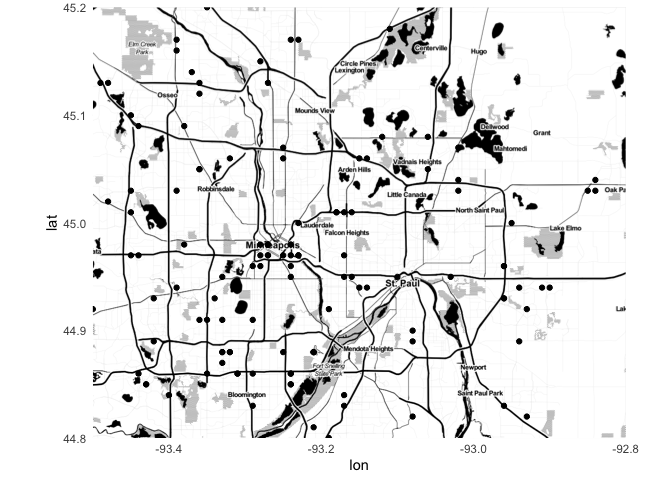 45.2
Elm Creek
Park
Centerville
Hugo
Circle Pines
Lexington
Osseo
Mounds View
45.1
Dellwood
Grant
Mahtomedi
Arden Hills
Vadnais Heights
Robbinsdale
Little Canada
Oak Pa
North Saint Paul
lat
45.0
Lauderdale
Falcon Heights
Lake Elmo
Minneapolis
ata
St. Paul
Lak
44.9
Mendota Heights
Fort Snelling
State Park
Newport
Bloomington
Saint Paul Park
44.8
-93.4
-93.2
-93.0
-92.8
lon